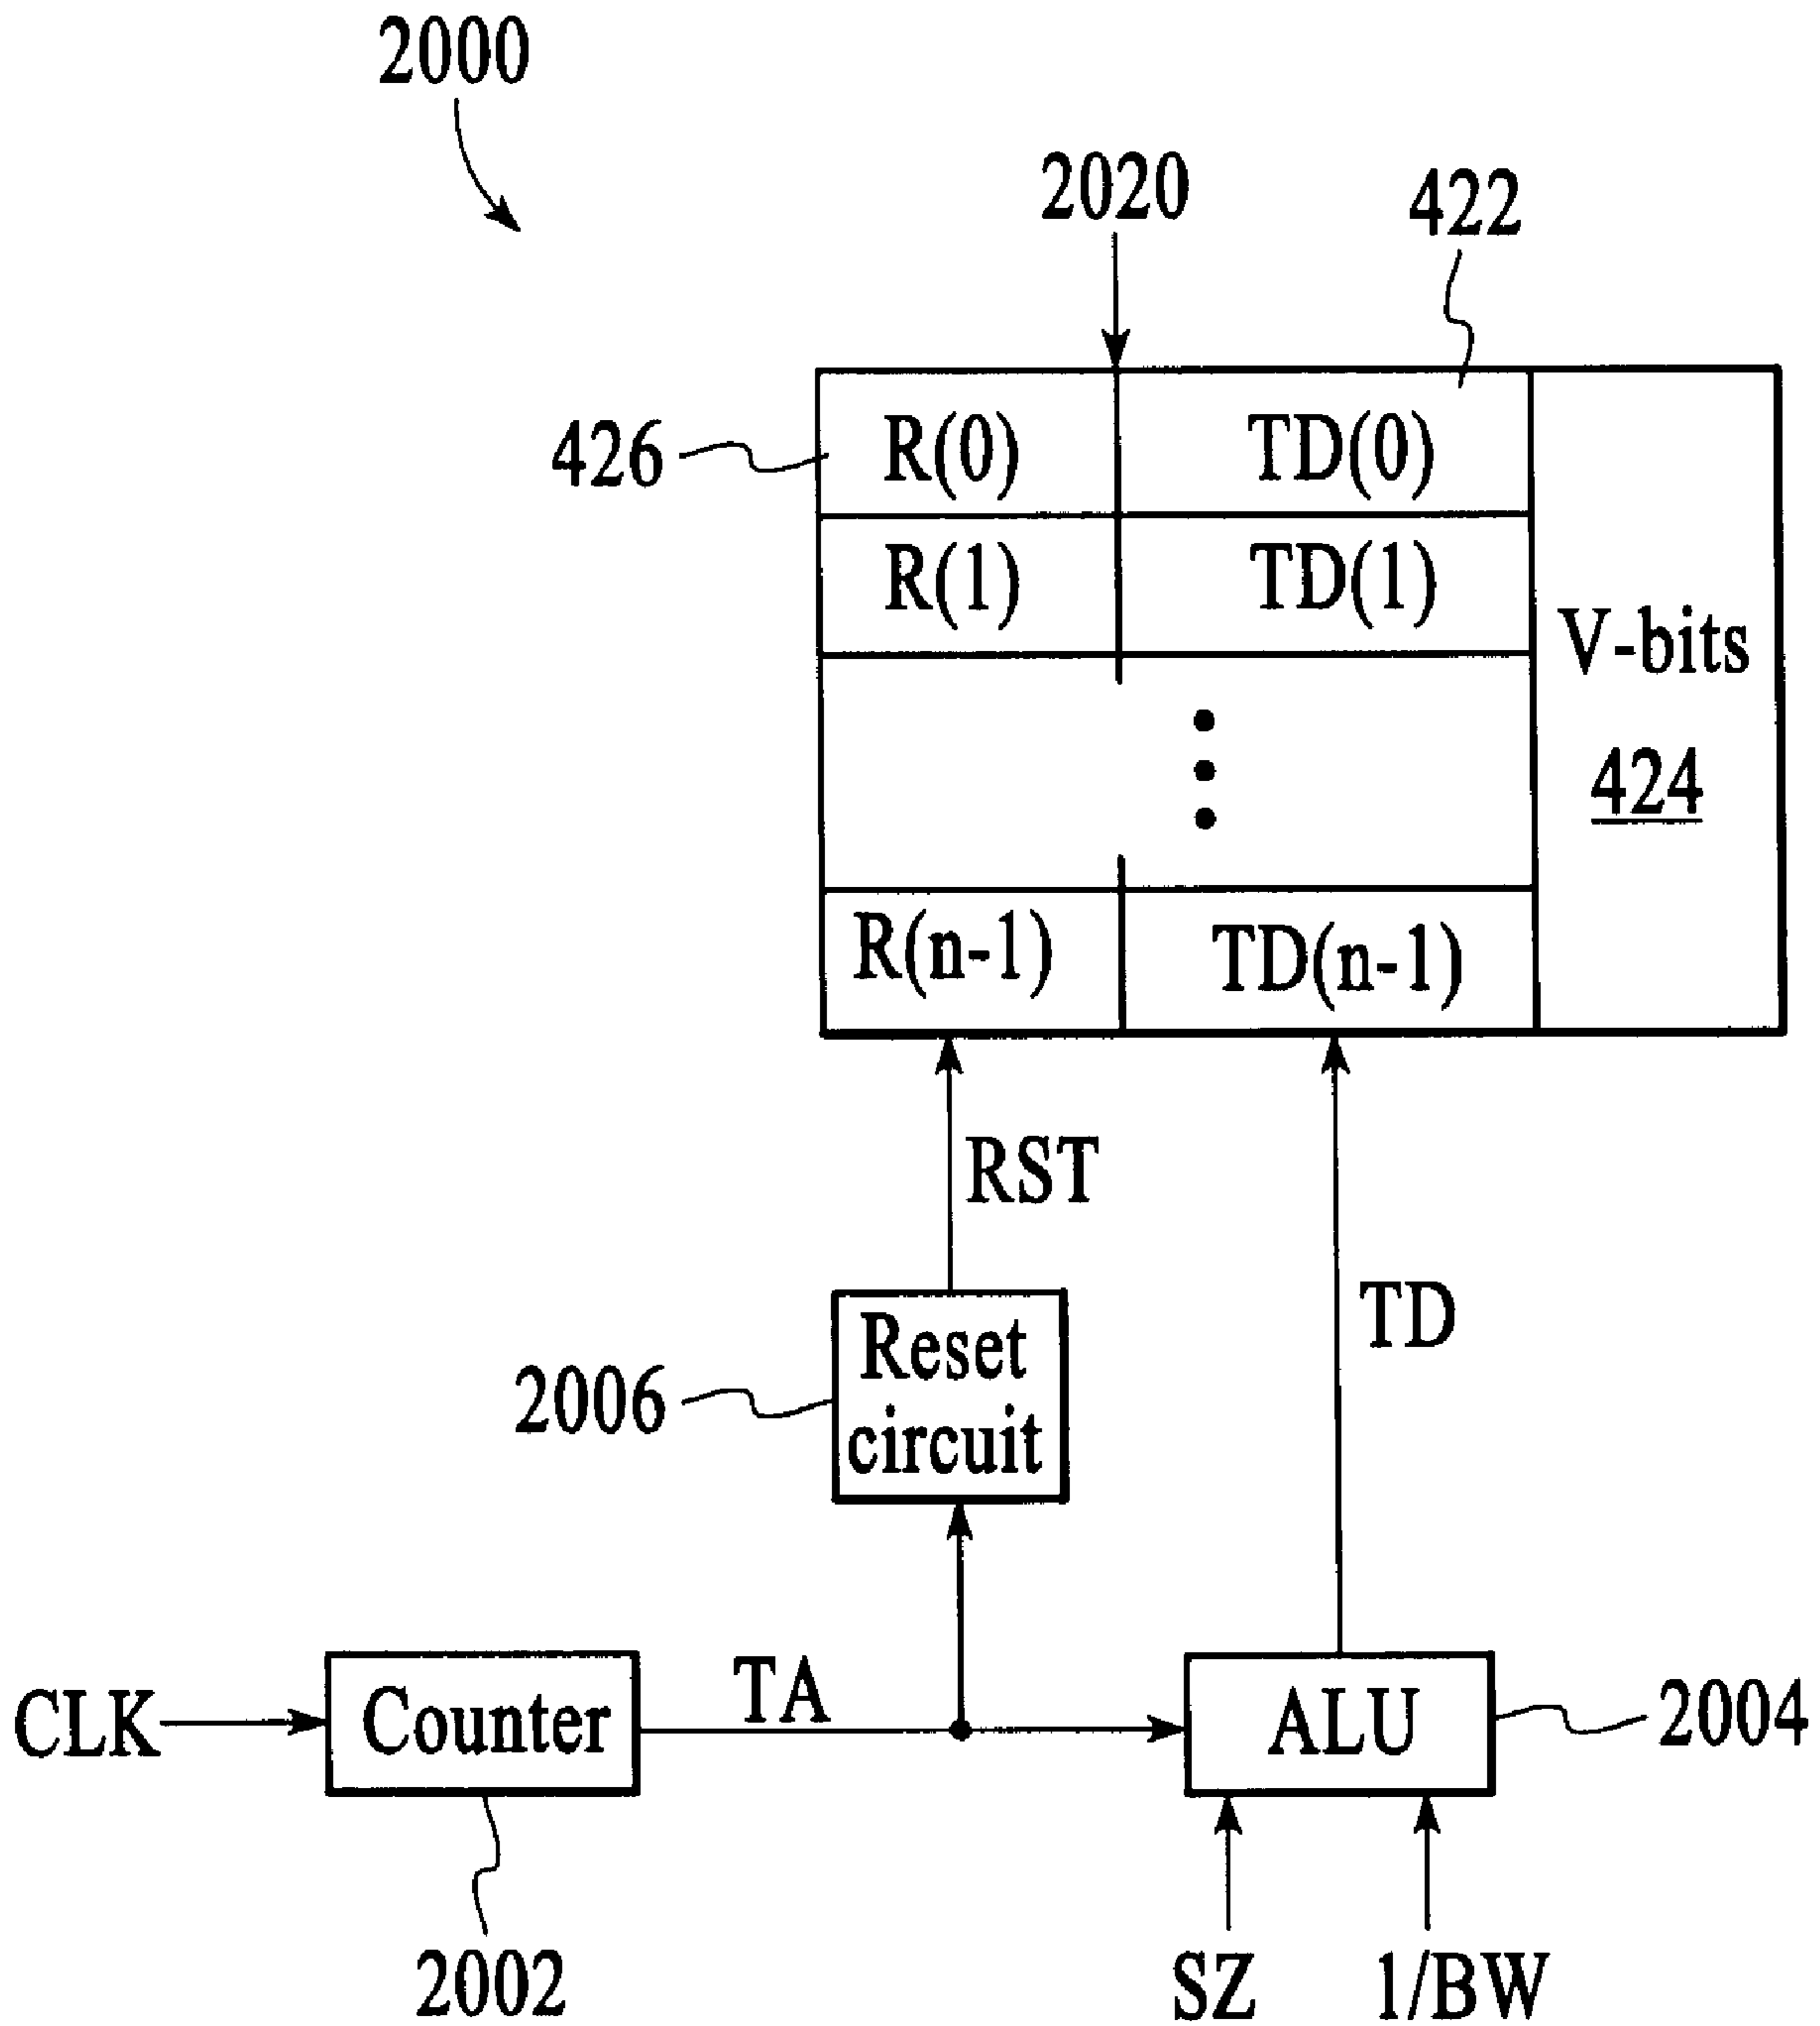 2000
2020
422
426
R(0) TD(0)
R(1) TD(1)
V-bits
424
R(n-1) TD(n-1)
RST
TD
2006
Reset
circuit
CLK
Counter
TA
ALU
2004
2002
SZ
1/BW